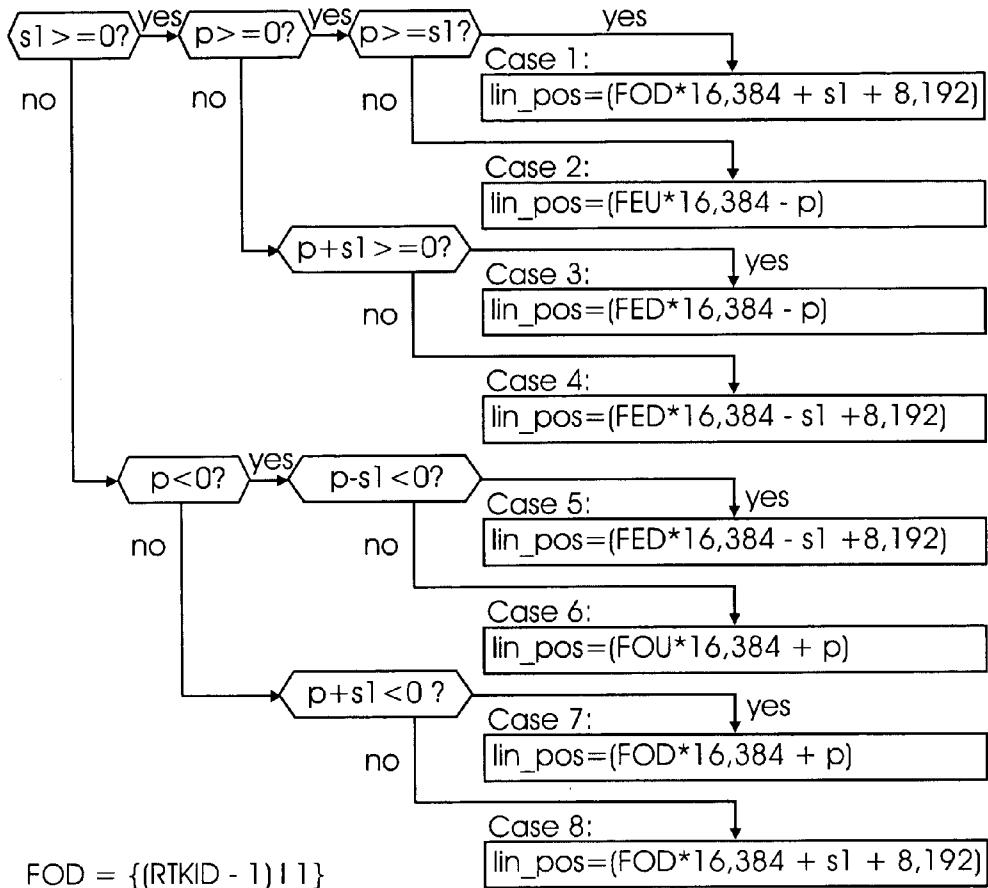 s1>=0? yes p>=0? yes p>=s1? yes
no no no
Case 1:
lin_pos=(FOD*16,384 + s1 + 8,192)
Case 2:
lin_pos=(FEU*16,384 - p)
p+s1>=0? yes
no
Case 3:
lin_pos=(FED*16,384 - p)
Case 4:
lin_pos=(FED*16,384 - s1 +8,192)
p<0? yes p-s1<0? yes
no no
Case 5:
lin_pos=(FED*16,384 - s1 +8,192)
Case 6:
lin_pos=(FOU*16,384 + p)
p+s1<0 ? yes
no
Case 7:
lin_pos=(FOD*16,384 + p)
Case 8:
lin_pos=(FOD*16,384 + s1 + 8,192)
FOD = {(RTKID - 1)|1}